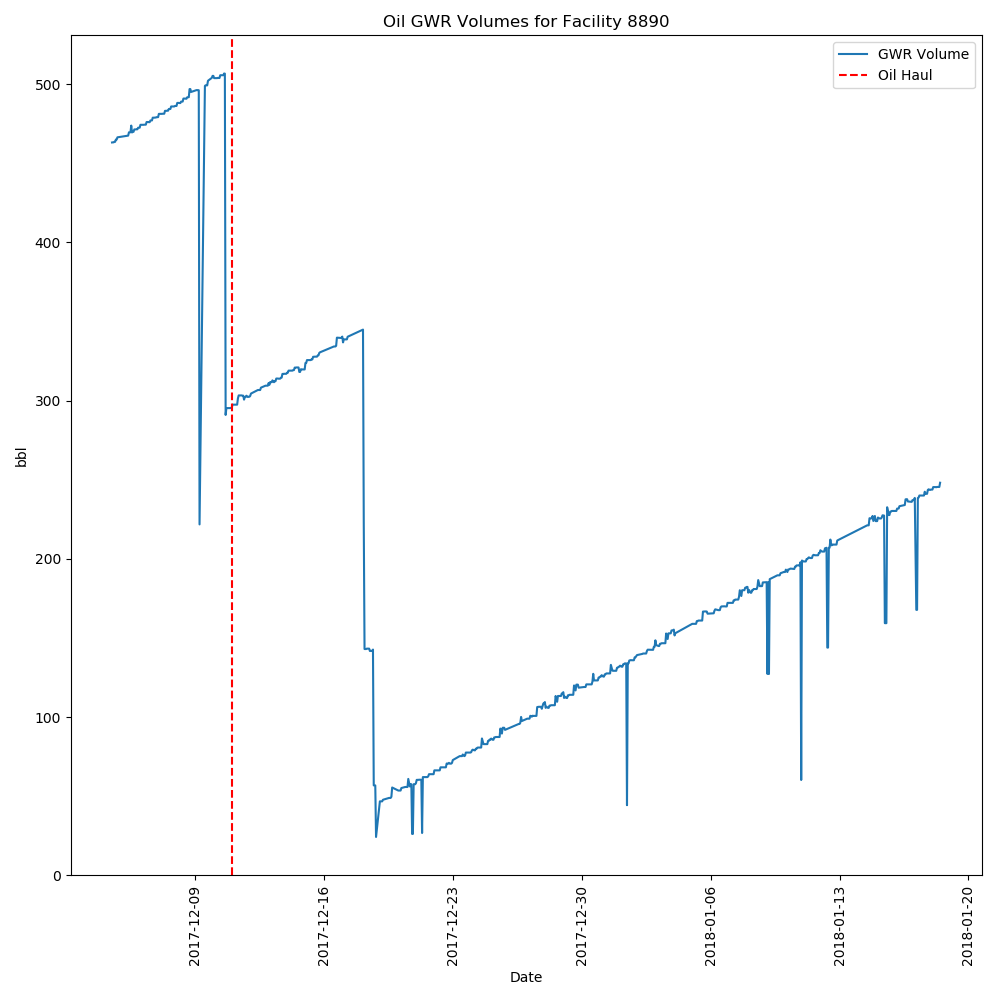 Oil GWR Volumes for Facility 8890
GWR Volume
Oil Haul
500
400
300
200
100
0
bbl
2017-12-09
2017-12-16
2017-12-23
2017-12-30
2018-01-06
2018-01-13
2018-01-20
Date